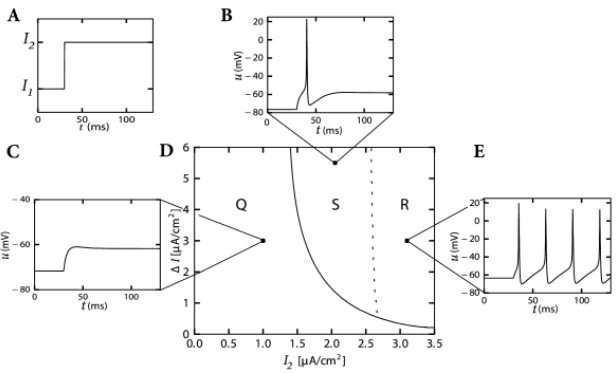 A
I2
I1
0 50 100
t (ms)
B
u (mV)
20
0
−20
−40
−60
−80
0 50 100
t (ms)
C
u (mV)
−40
−60
−80
0 50 100
t (ms)
D
Δ I [µA/cm²]
6
5
4
3
2
1
0
Q S R
0.0 0.5 1.0 1.5 2.0 2.5 3.0 3.5
I2 [µA/cm²]
E
u (mV)
20
0
−20
−40
−60
−80
0 50 100
t (ms)